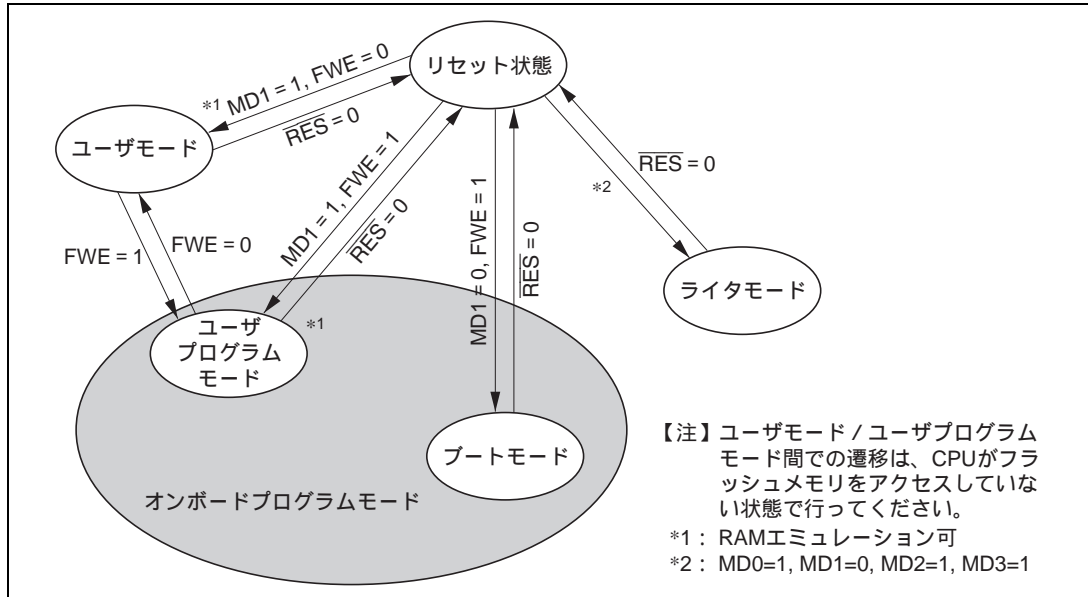 リセット状態
*1 MD1 = 1, FWE = 0
RES = 0
ユーザモード
MD1 = 1, FWE = 1
RES = 0
MD1 = 0, FWE = 1
RES = 0
*2
RES = 0
FWE = 1
FWE = 0
ライタモード
ユーザ
プログラム
モード
*1
ブートモード
オンボードプログラムモード
【注】ユーザモード / ユーザプログラム
モード間での遷移は、CPUがフラ
ッシュメモリをアクセスしていな
い状態で行ってください。
*1： RAMエミュレーション可
*2： MD0=1, MD1=0, MD2=1, MD3=1